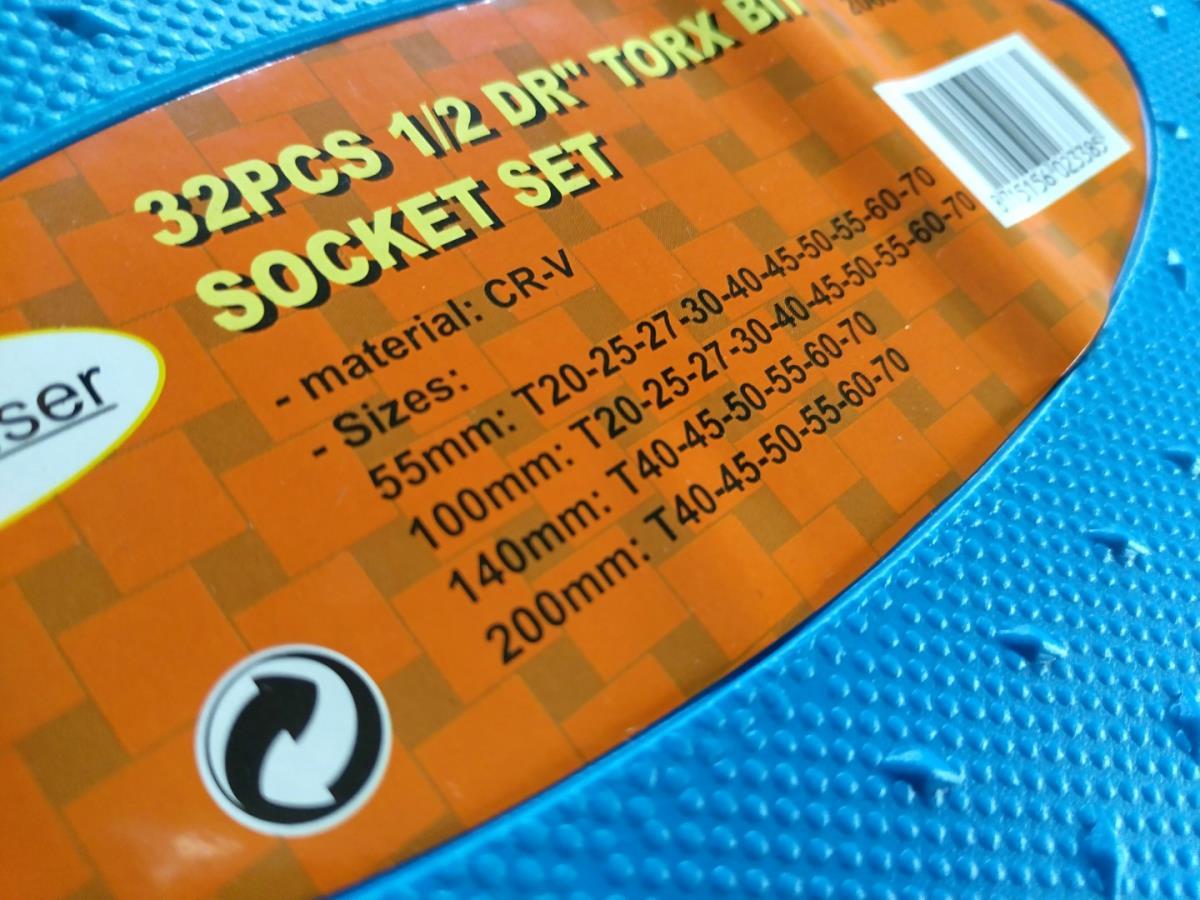 32PCS 1/2 DR" TORX BIT
SOCKET SET
- material: CR-V
- Sizes:
55mm: T20-25-27-30-40-45-50-55-60-70
100mm: T20-25-27-30-40-45-50-55-60-70
140mm: T40-45-50-55-60-70
200mm: T40-45-50-55-60-70